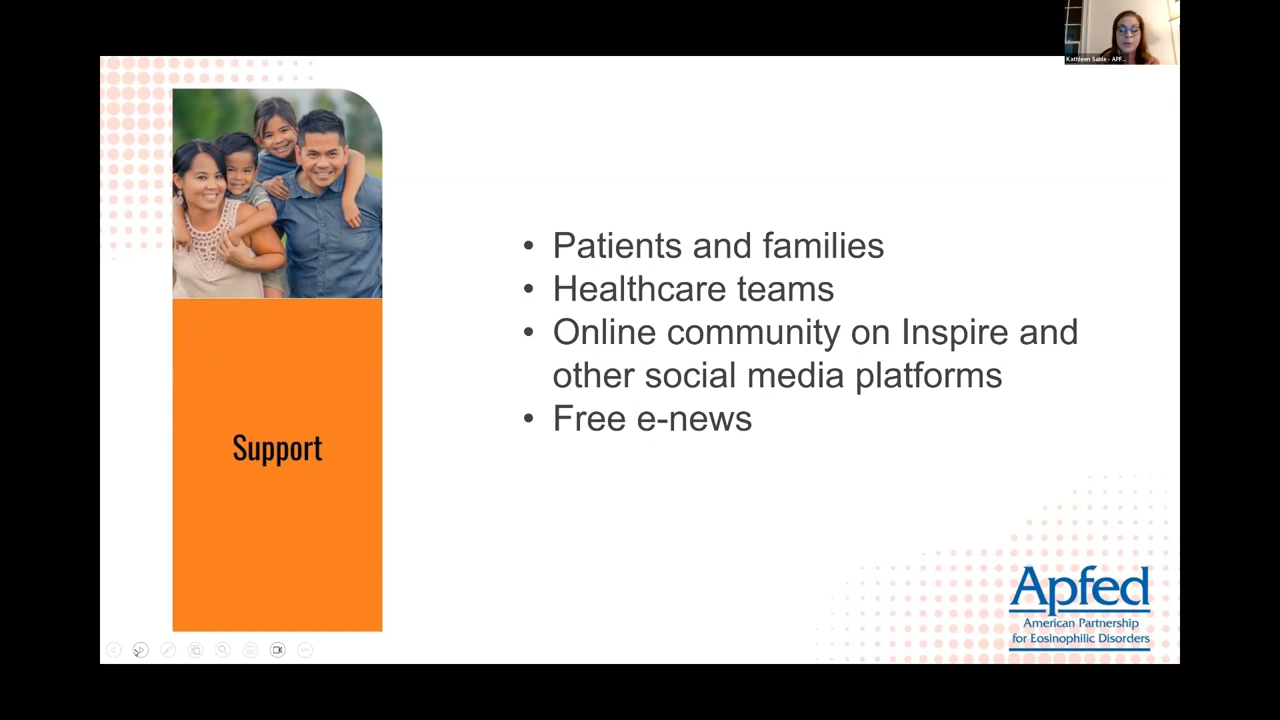 Kathleen Sable - APF...
• Patients and families
• Healthcare teams
• Online community on Inspire and
other social media platforms
• Free e-news
Support
Apfed
American Partnership
for Eosinophilic Disorders